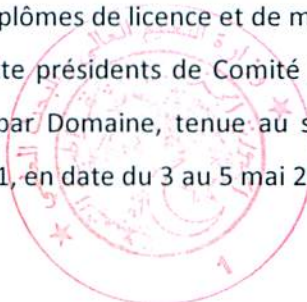 plômes de licence et de m
te présidents de Comité
par Domaine, tenue au s
1, en date du 3 au 5 mai 2